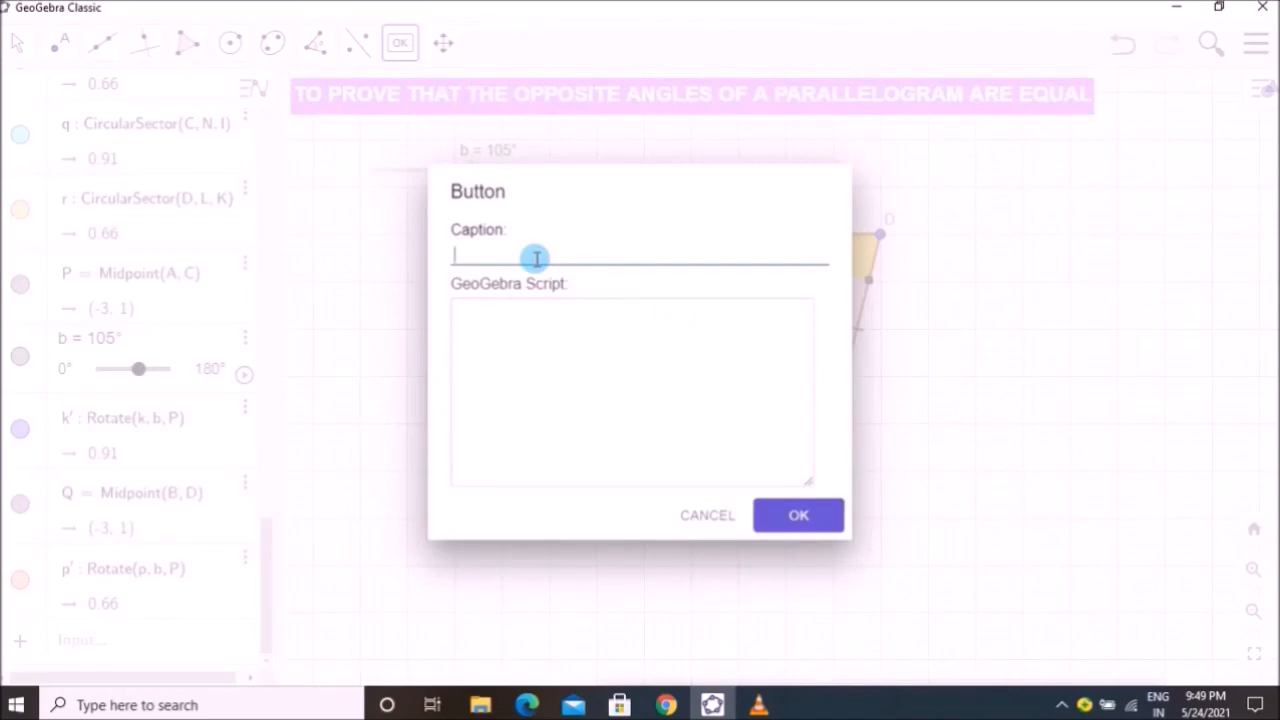 GeoGebra Classic
A
OK
→ 0.66
q : CircularSector(C, N, I)
→ 0.91
r : CircularSector(D, L, K)
→ 0.66
P = Midpoint(A, C)
→ (-3, 1)
b = 105°
0° 180°
k′ : Rotate(k, b, P)
→ 0.91
Q = Midpoint(B, D)
→ (-3, 1)
p′ : Rotate(p, b, P)
→ 0.66
Input...
TO PROVE THAT THE OPPOSITE ANGLES OF A PARALLELOGRAM ARE EQUAL
b = 105°
D
Button
Caption:
GeoGebra Script:
CANCEL OK
Type here to search
ENG
IN
9:49 PM
5/24/2021